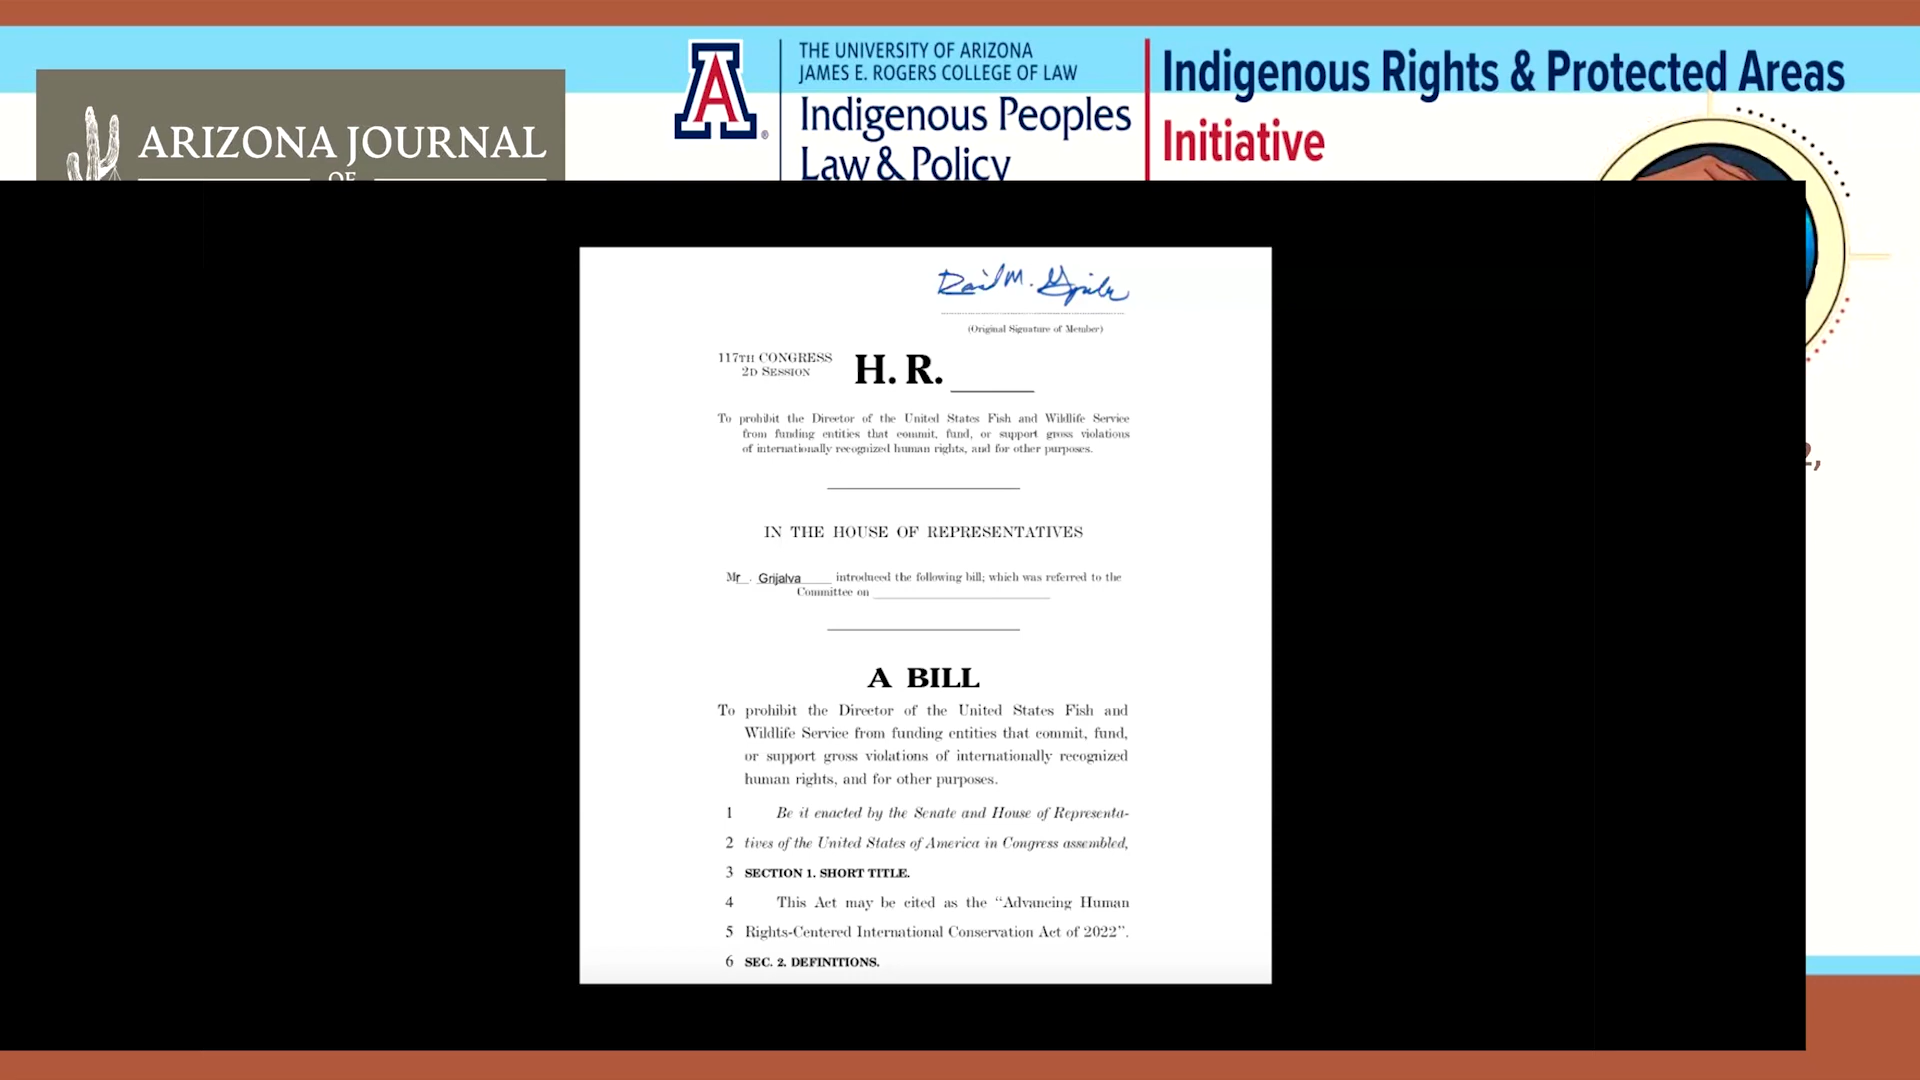 ARIZONA JOURNAL
OF
THE UNIVERSITY OF ARIZONA
JAMES E. ROGERS COLLEGE OF LAW
Indigenous Peoples
Law & Policy
Indigenous Rights & Protected Areas
Initiative
A
®
2,
(Original Signature of Member)
117TH CONGRESS
2D SESSION
H. R.
To prohibit the Director of the United States Fish and Wildlife Service
from funding entities that commit, fund, or support gross violations
of internationally recognized human rights, and for other purposes.
IN THE HOUSE OF REPRESENTATIVES
Mr. Grijalva introduced the following bill; which was referred to the
Committee on
A BILL
To prohibit the Director of the United States Fish and
Wildlife Service from funding entities that commit, fund,
or support gross violations of internationally recognized
human rights, and for other purposes.
1 Be it enacted by the Senate and House of Representa-
2 tives of the United States of America in Congress assembled,
3 SECTION 1. SHORT TITLE.
4 This Act may be cited as the “Advancing Human
5 Rights-Centered International Conservation Act of 2022”.
6 SEC. 2. DEFINITIONS.